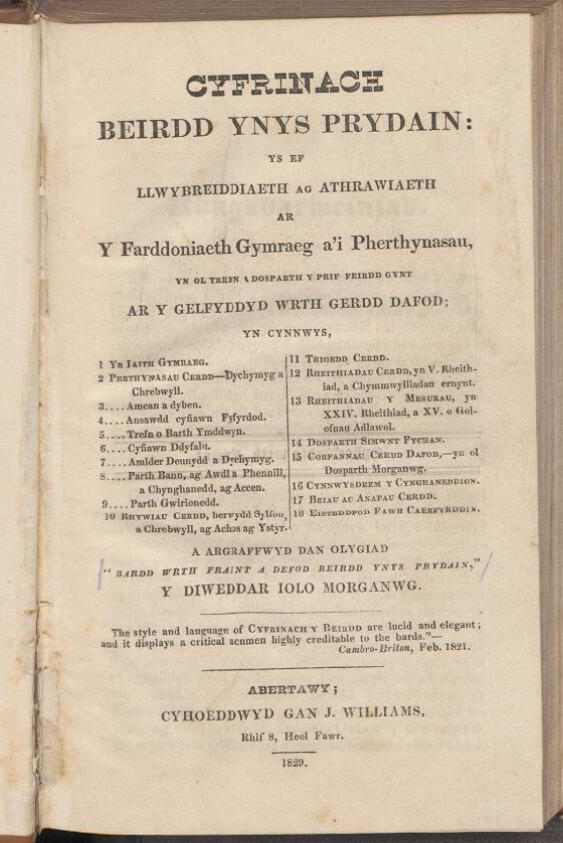 CYFRINACH
BEIRDD YNYS PRYDAIN:
YS EF
LLWYBREIDDIAETH AG ATHRAWIAETH
AR
Y Farddoniaeth Gymraeg a'i Pherthynasau,
YN OL TREFN A DOSPARTH Y PRIF FEIRDD GYNT
AR Y GELFYDDYD WRTH GERDD DAFOD:
YN CYNNWYS,
1 YR IAITH GYMRAEG.
2 PERTHYNASAU CERDD—Dychymyg a
Chrebwyll.
3....Amcan a dyben.
4....Ansawdd cyfiawn Fyfyrdod.
5....Trefn o Barth Ymddwyn.
6....Cyfiawn Ddyfalu.
7....Amlder Deunydd a Dychymyg.
8....Parth Bann, ag Awdl a Phennill,
a Chynghanedd, ag Accen.
9....Parth Gwirionedd.
10 RHYWIAU CERDD, herwydd Sylfon,
a Chrebwyll, ag Achos ag Ystyr.
11 TRIOEDD CERDD.
12 RHEITHIADAU CERDD, yn V. Rheith-
iad, a Chymmwylliadan ernynt.
13 RHEITHIADAU Y MESURAU, yn
XXIV. Rheithiad, a XV. o Gol-
ofnau Adlawol.
14 DOSPARTH SIMWNT FYCHAN.
15 CORFANNAU CERDD DAFOD,—yn ol
Dosparth Morganwg.
16 CYNNWYSDEEM Y CYNGHANEDDION.
17 BEIAU AC ANAFAU CERDD.
18 EISTEDDFOD FAWR CAERFYRDDIN.
A ARGRAFFWYD DAN OLYGIAD
"BARDD WRTH FRAINT A DEFOD BEIRDD YNYS PRYDAIN,"
Y DIWEDDAR IOLO MORGANWG.
The style and language of CYFRINACH Y BEIRDD are lucid and elegant;
and it displays a critical acumen highly creditable to the bards."—
Cambro-Briton, Feb. 1821.
ABERTAWY;
CYHOEDDWYD GAN J. WILLIAMS,
Rhif 8, Heol Fawr.
1829.